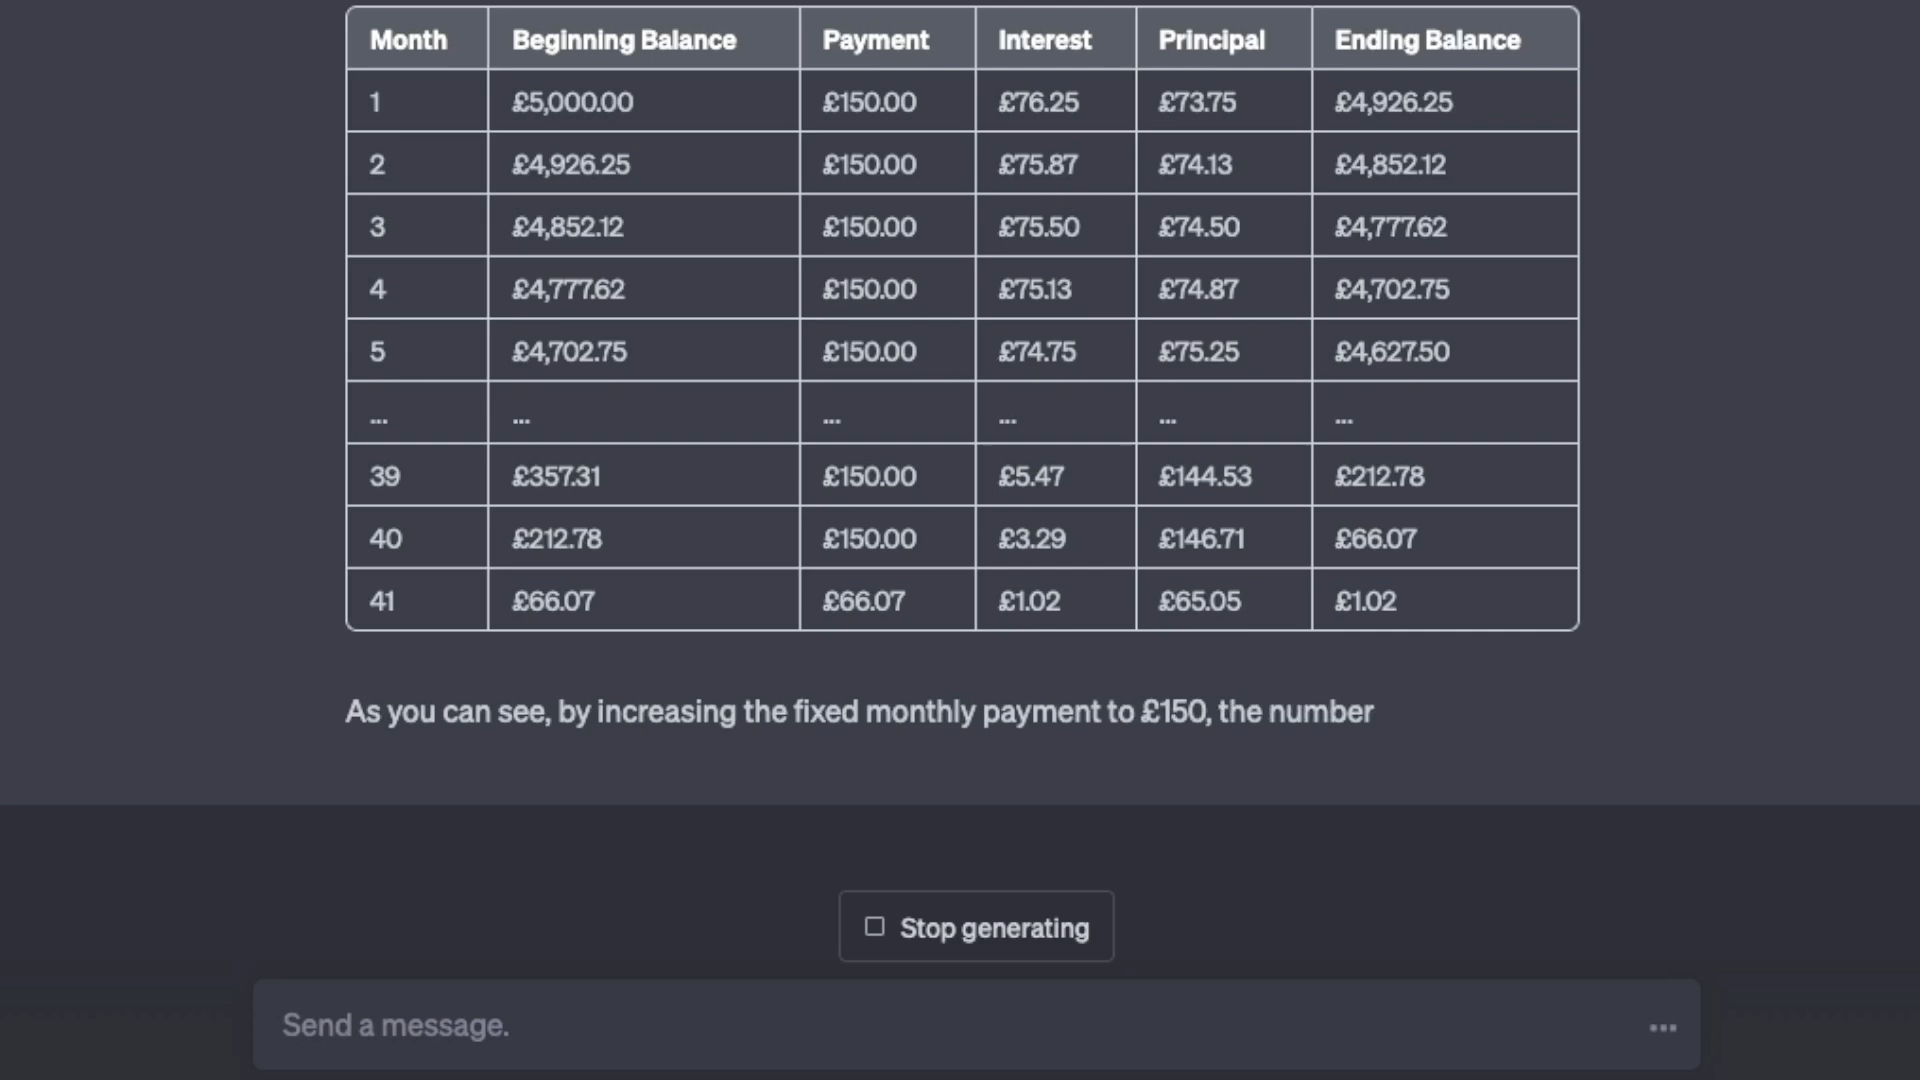 Month Beginning Balance Payment Interest Principal Ending Balance
1 £5,000.00 £150.00 £76.25 £73.75 £4,926.25
2 £4,926.25 £150.00 £75.87 £74.13 £4,852.12
3 £4,852.12 £150.00 £75.50 £74.50 £4,777.62
4 £4,777.62 £150.00 £75.13 £74.87 £4,702.75
5 £4,702.75 £150.00 £74.75 £75.25 £4,627.50
... ... ... ... ... ...
39 £357.31 £150.00 £5.47 £144.53 £212.78
40 £212.78 £150.00 £3.29 £146.71 £66.07
41 £66.07 £66.07 £1.02 £65.05 £1.02
As you can see, by increasing the fixed monthly payment to £150, the number
Stop generating
Send a message.